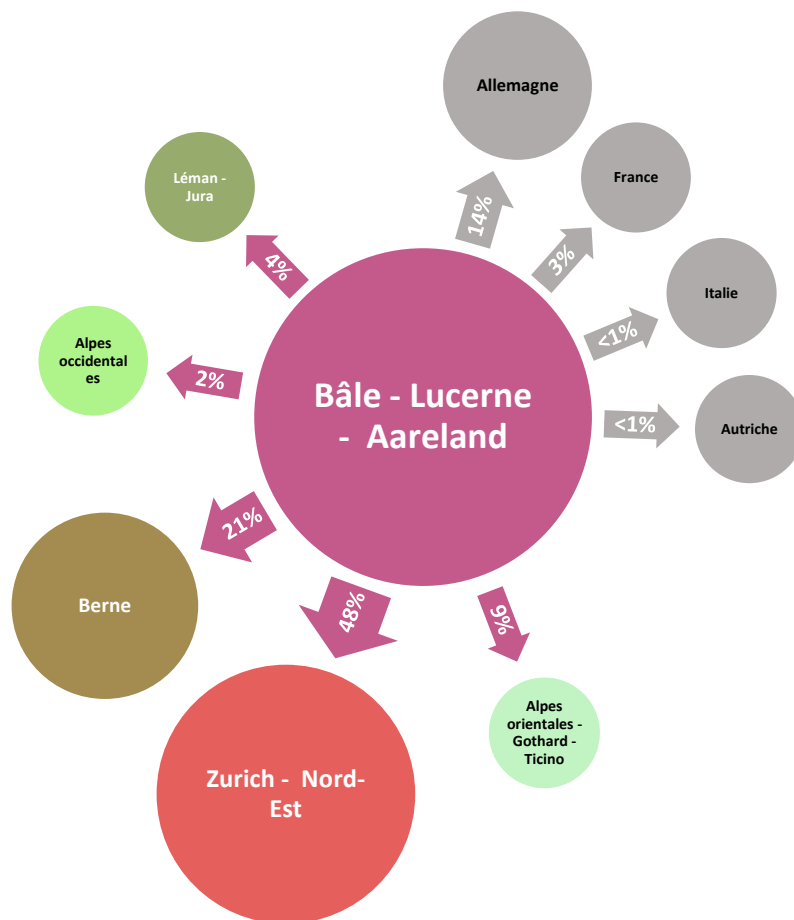 Allemagne
France
Italie
Autriche
14%
3%
<1%
<1%
Léman -
Jura
4%
Alpes
occidental
es
2%
Bâle - Lucerne
- Aareland
21%
Berne
48%
Zurich - Nord-
Est
9%
Alpes
orientales -
Gothard -
Ticino